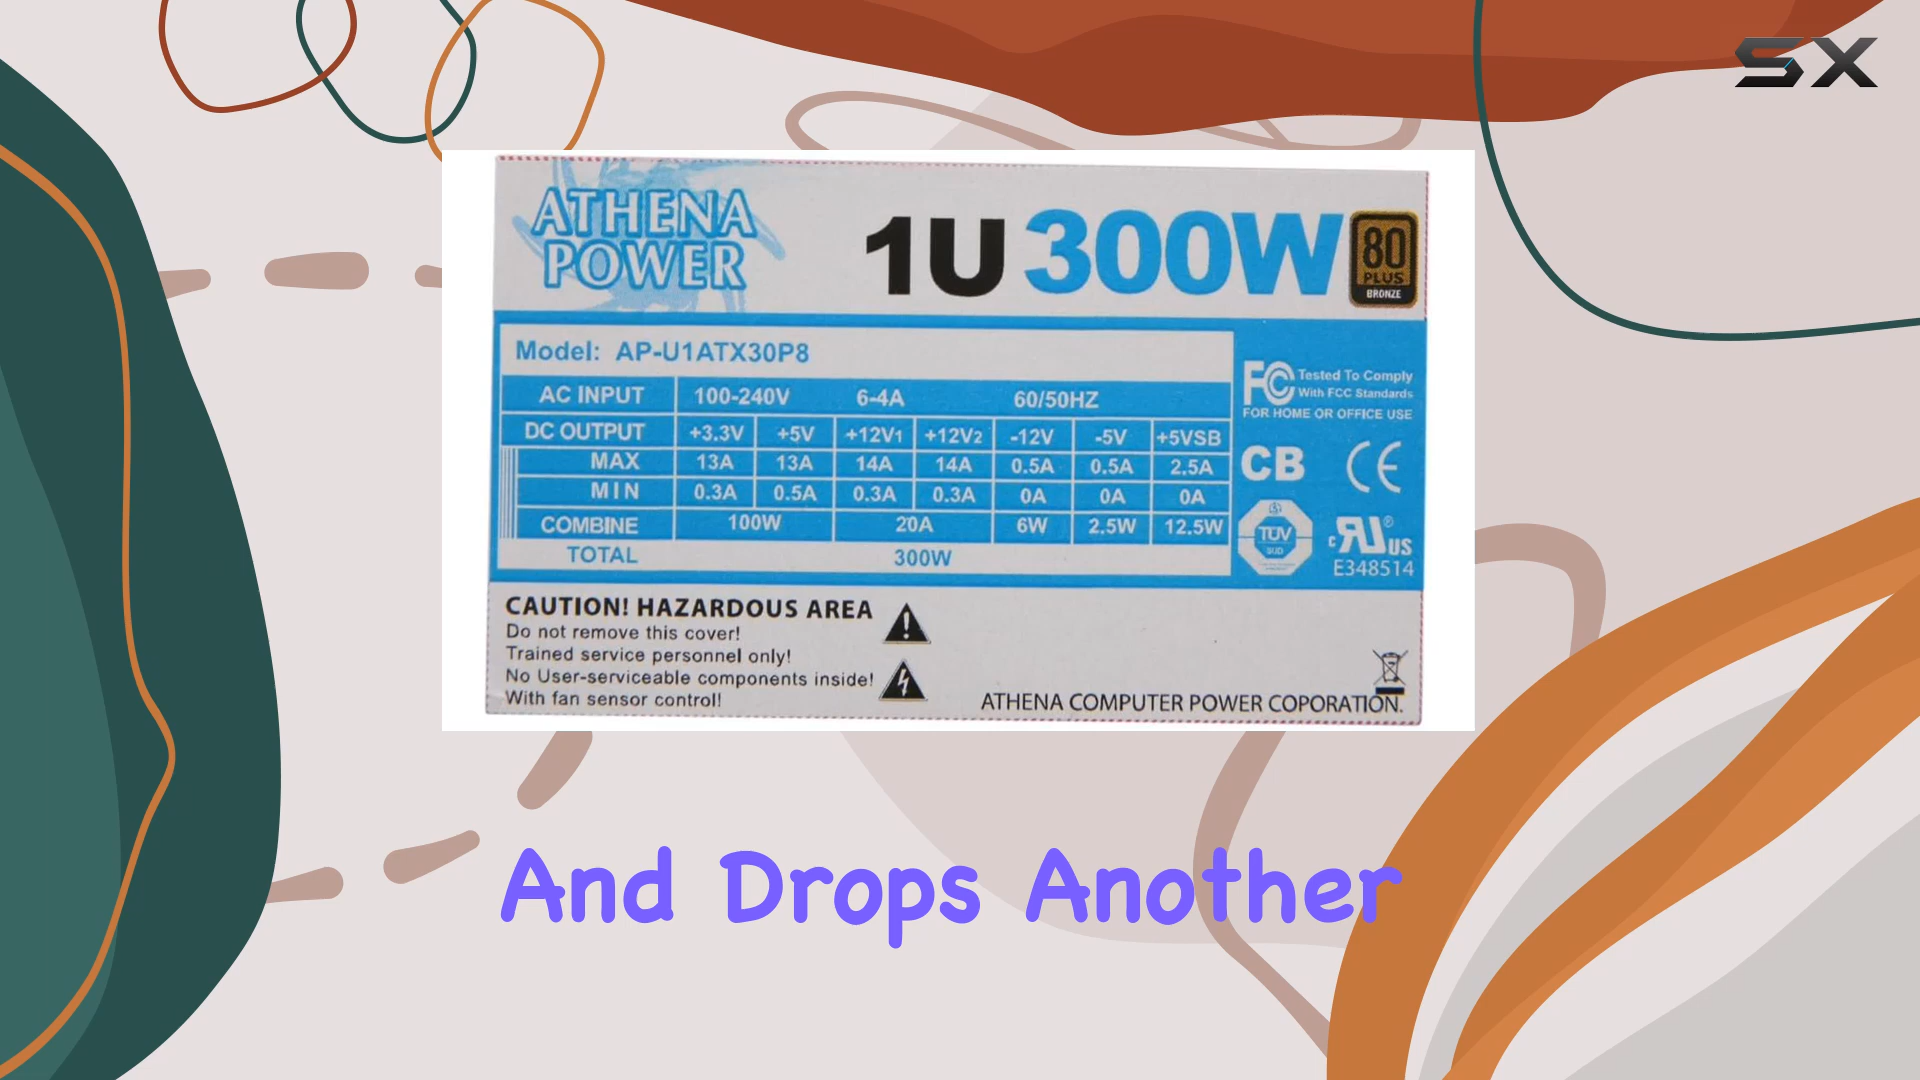 SX
ATHENA
POWER
1U 300W
80
PLUS
BRONZE
Model: AP-U1ATX30P8
AC INPUT 100-240V 6-4A 60/50HZ
DC OUTPUT +3.3V +5V +12V1 +12V2 -12V -5V +5VSB
MAX 13A 13A 14A 14A 0.5A 0.5A 2.5A
MIN 0.3A 0.5A 0.3A 0.3A 0A 0A 0A
COMBINE 100W 20A 6W 2.5W 12.5W
TOTAL 300W
FC Tested To Comply
With FCC Standards
FOR HOME OR OFFICE USE
CB CE
TUV
SUD
c RU US
E348514
CAUTION! HAZARDOUS AREA
Do not remove this cover!
Trained service personnel only!
No User-serviceable components inside!
With fan sensor control!
ATHENA COMPUTER POWER COPORATION.
And Drops Another